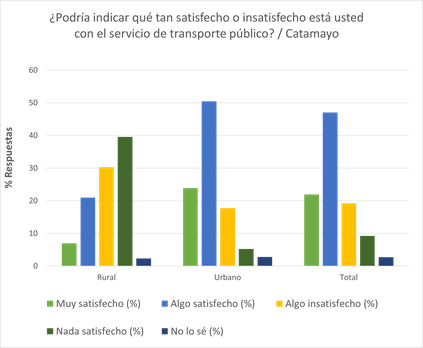 ¿Podría indicar qué tan satisfecho o insatisfecho está usted
con el servicio de transporte público? / Catamayo
60
50
40
30
20
10
0
% Respuestas
Rural
Urbano
Total
Muy satisfecho (%)
Algo satisfecho (%)
Algo insatisfecho (%)
Nada satisfecho (%)
No lo sé (%)